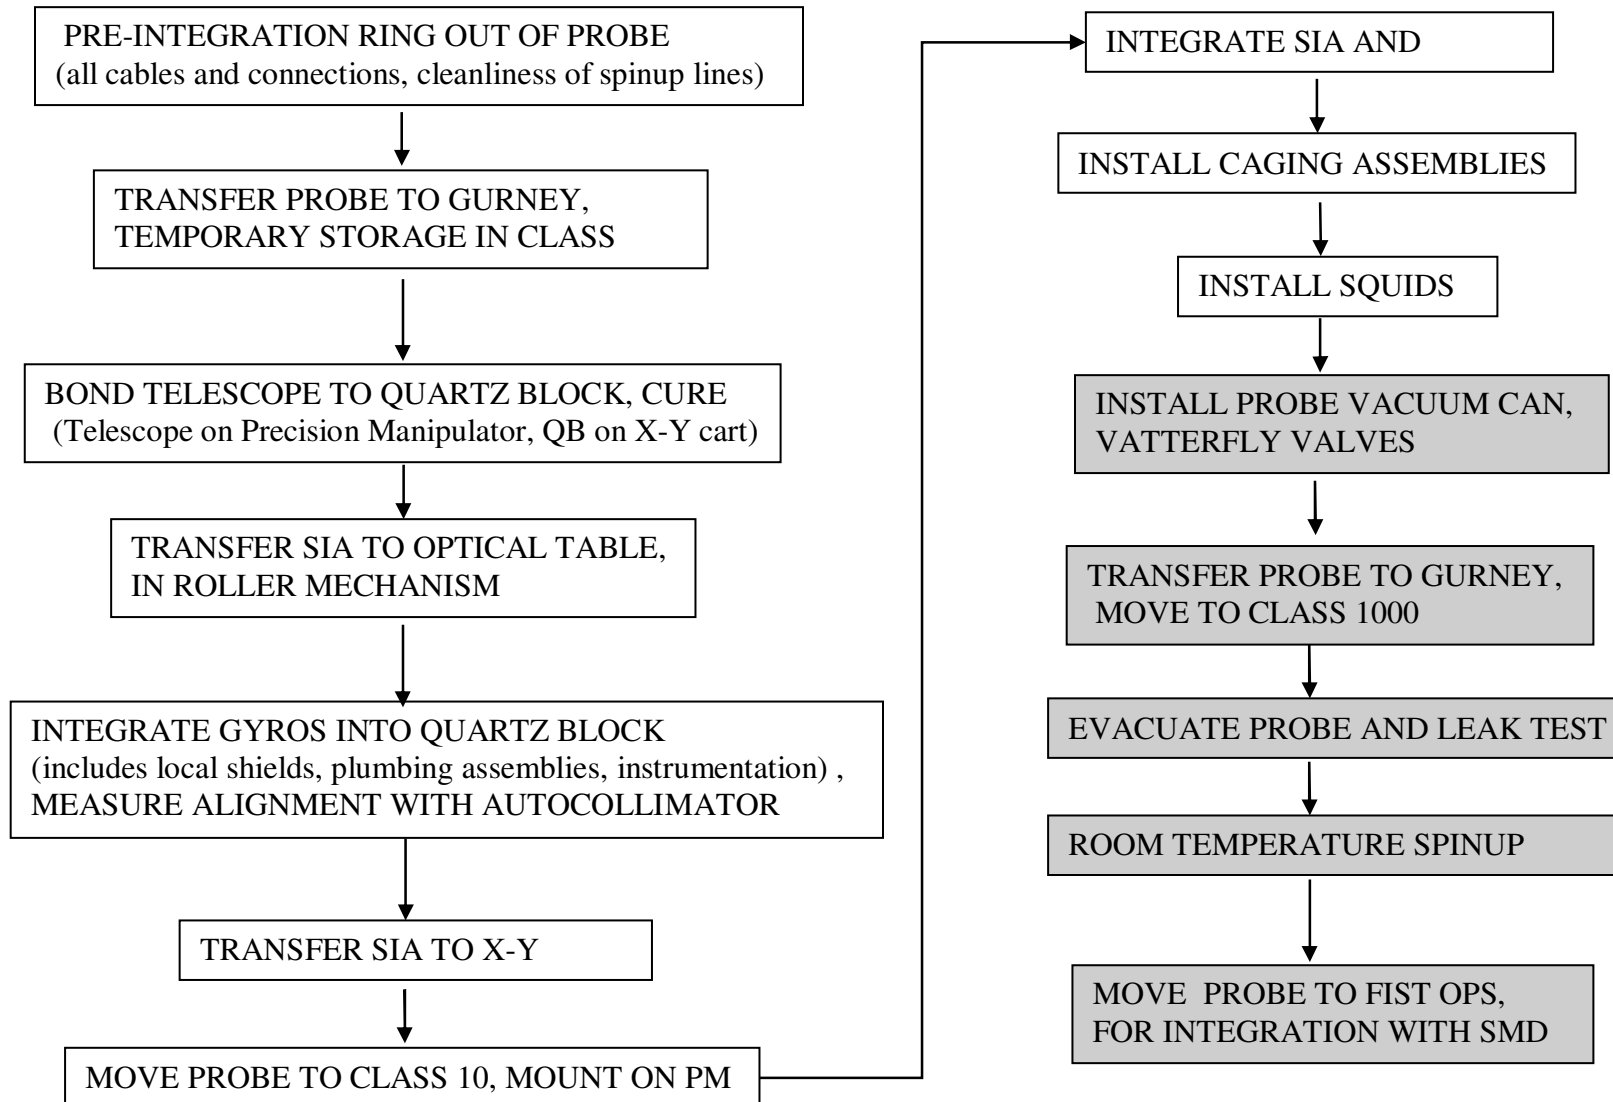 PRE-INTEGRATION RING OUT OF PROBE
(all cables and connections, cleanliness of spinup lines)
TRANSFER PROBE TO GURNEY,
TEMPORARY STORAGE IN CLASS
BOND TELESCOPE TO QUARTZ BLOCK, CURE
(Telescope on Precision Manipulator, QB on X-Y cart)
TRANSFER SIA TO OPTICAL TABLE,
IN ROLLER MECHANISM
INTEGRATE GYROS INTO QUARTZ BLOCK
(includes local shields, plumbing assemblies, instrumentation) ,
MEASURE ALIGNMENT WITH AUTOCOLLIMATOR
TRANSFER SIA TO X-Y
MOVE PROBE TO CLASS 10, MOUNT ON PM
INTEGRATE SIA AND
INSTALL CAGING ASSEMBLIES
INSTALL SQUIDS
INSTALL PROBE VACUUM CAN,
VATTERFLY VALVES
TRANSFER PROBE TO GURNEY,
MOVE TO CLASS 1000
EVACUATE PROBE AND LEAK TEST
ROOM TEMPERATURE SPINUP
MOVE PROBE TO FIST OPS,
FOR INTEGRATION WITH SMD